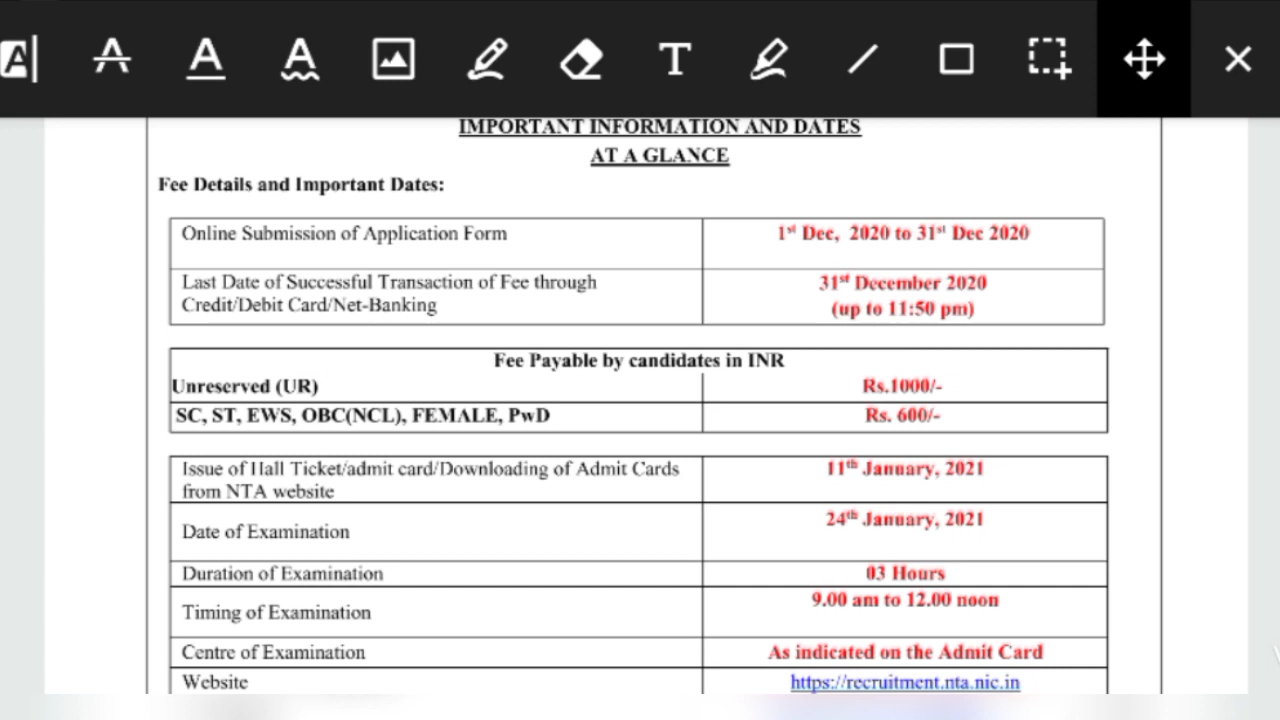 IMPORTANT INFORMATION AND DATES
AT A GLANCE
Fee Details and Important Dates:
Online Submission of Application Form
1st Dec, 2020 to 31st Dec 2020
Last Date of Successful Transaction of Fee through
Credit/Debit Card/Net-Banking
31st December 2020
(up to 11:50 pm)
Fee Payable by candidates in INR
Unreserved (UR)
Rs.1000/-
SC, ST, EWS, OBC(NCL), FEMALE, PwD
Rs. 600/-
Issue of Hall Ticket/admit card/Downloading of Admit Cards
from NTA website
11th January, 2021
Date of Examination
24th January, 2021
Duration of Examination
03 Hours
Timing of Examination
9.00 am to 12.00 noon
Centre of Examination
As indicated on the Admit Card
Website
https://recruitment.nta.nic.in